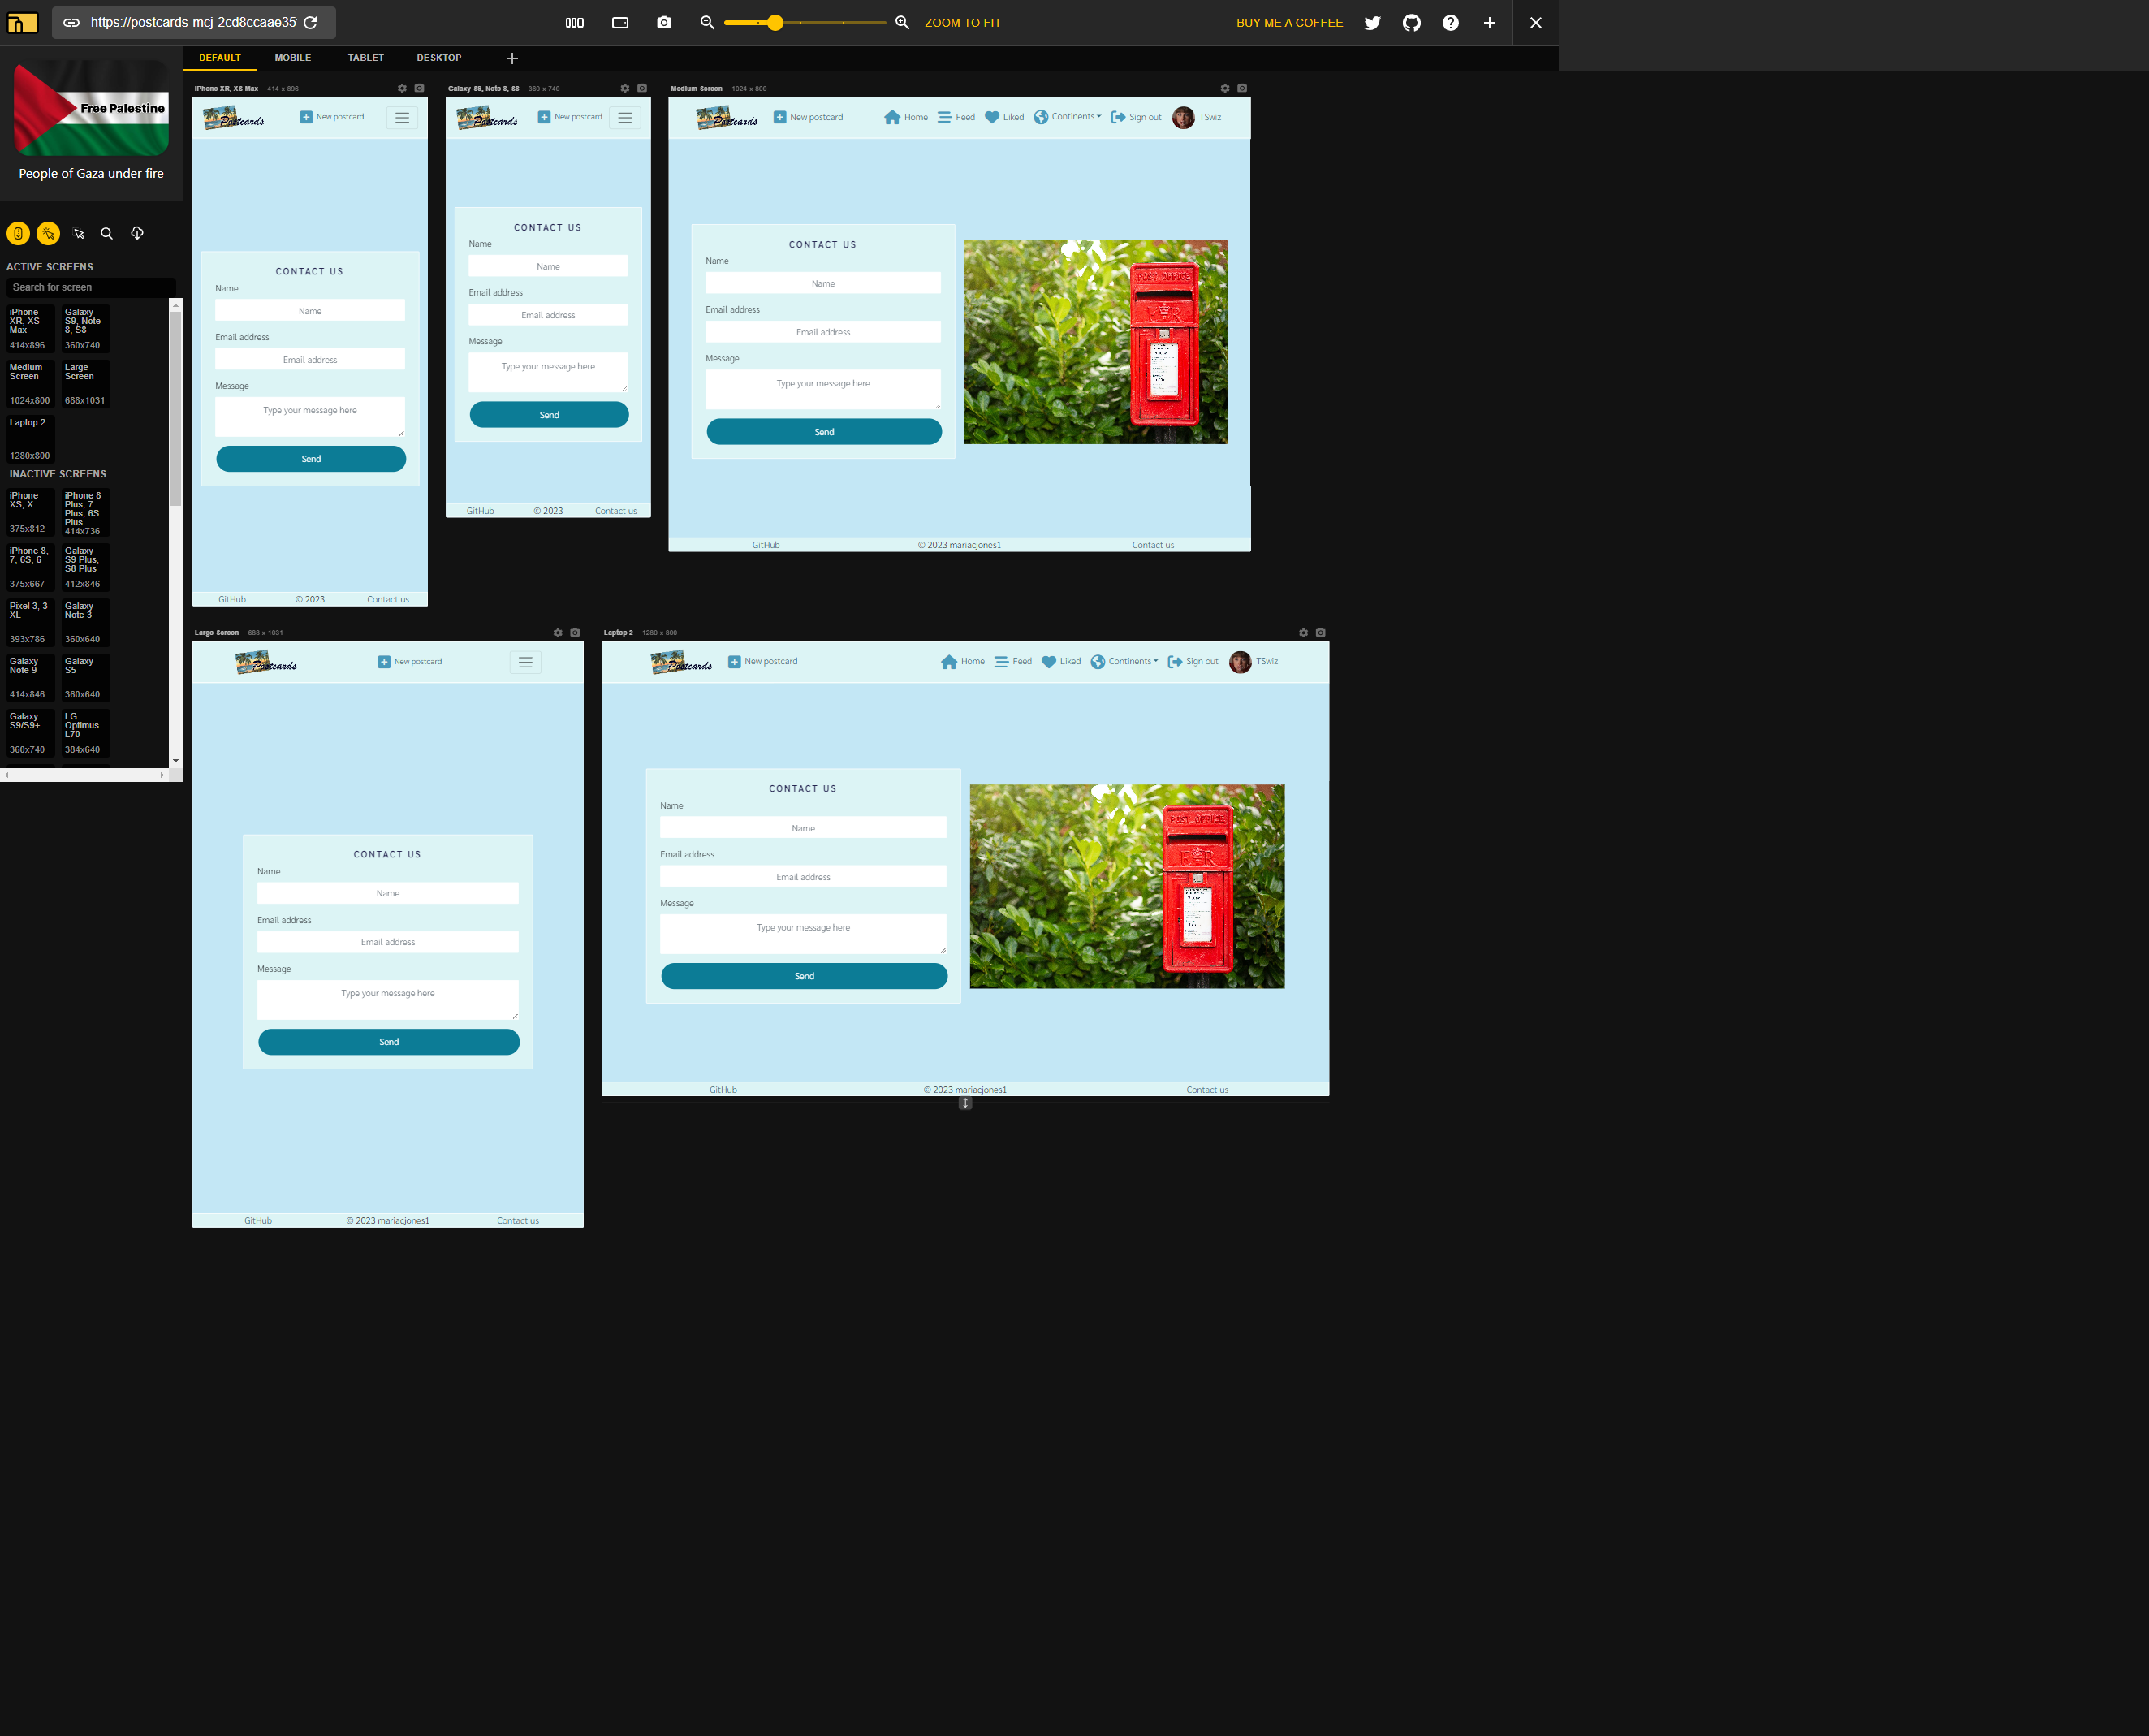 https://postcards-mcj-2cd8ccaae35
ZOOM TO FIT
BUY ME A COFFEE
DEFAULT
MOBILE
TABLET
DESKTOP
Free Palestine
People of Gaza under fire
ACTIVE SCREENS
Search for screen
iPhone XR, XS Max
414x896
Galaxy S9, Note 8, S8
360x740
Medium Screen
1024x800
Large Screen
688x1031
Laptop 2
1280x800
INACTIVE SCREENS
iPhone XS, X
375x812
iPhone 8 Plus, 7 Plus, 6S Plus
414x736
iPhone 8, 7, 6S, 6
375x667
Galaxy S9 Plus, S8 Plus
412x846
Pixel 3, 3 XL
393x786
Galaxy Note 3
360x640
Galaxy Note 9
414x846
Galaxy S5
360x640
Galaxy S9/S9+
360x740
LG Optimus L70
384x640
iPhone XR, XS Max 414 x 896
Postcards
New postcard
CONTACT US
Name
Name
Email address
Email address
Message
Type your message here
Send
GitHub
© 2023
Contact us
Galaxy S9, Note 8, S8 360 x 740
Postcards
New postcard
CONTACT US
Name
Name
Email address
Email address
Message
Type your message here
Send
GitHub
© 2023
Contact us
Medium Screen 1024 x 800
Postcards
New postcard
Home
Feed
Liked
Continents
Sign out
TSwiz
CONTACT US
Name
Name
Email address
Email address
Message
Type your message here
Send
POST OFFICE
E R
GitHub
© 2023 mariacjones1
Contact us
Large Screen 688 x 1031
Postcards
New postcard
CONTACT US
Name
Name
Email address
Email address
Message
Type your message here
Send
GitHub
© 2023 mariacjones1
Contact us
Laptop 2 1280 x 800
Postcards
New postcard
Home
Feed
Liked
Continents
Sign out
TSwiz
CONTACT US
Name
Name
Email address
Email address
Message
Type your message here
Send
POST OFFICE
E R
GitHub
© 2023 mariacjones1
Contact us